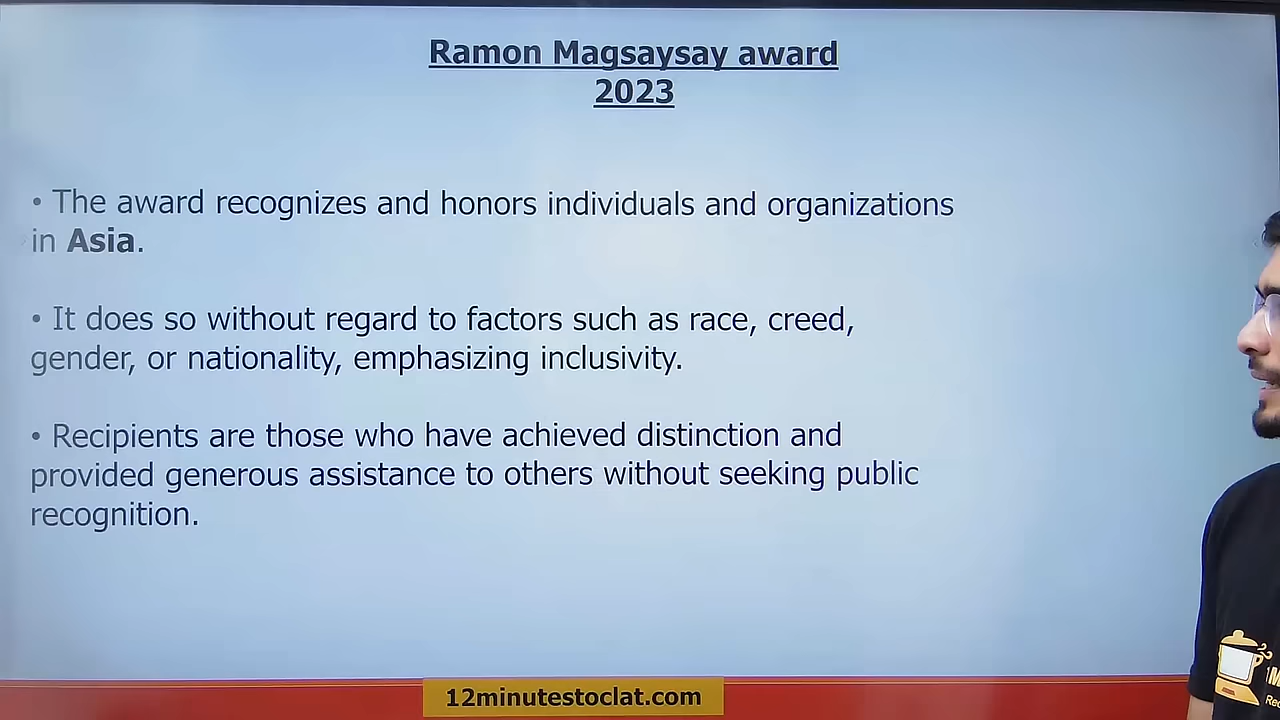 Ramon Magsaysay award
2023
• The award recognizes and honors individuals and organizations
in Asia.
• It does so without regard to factors such as race, creed,
gender, or nationality, emphasizing inclusivity.
• Recipients are those who have achieved distinction and
provided generous assistance to others without seeking public
recognition.
12minutestoclat.com